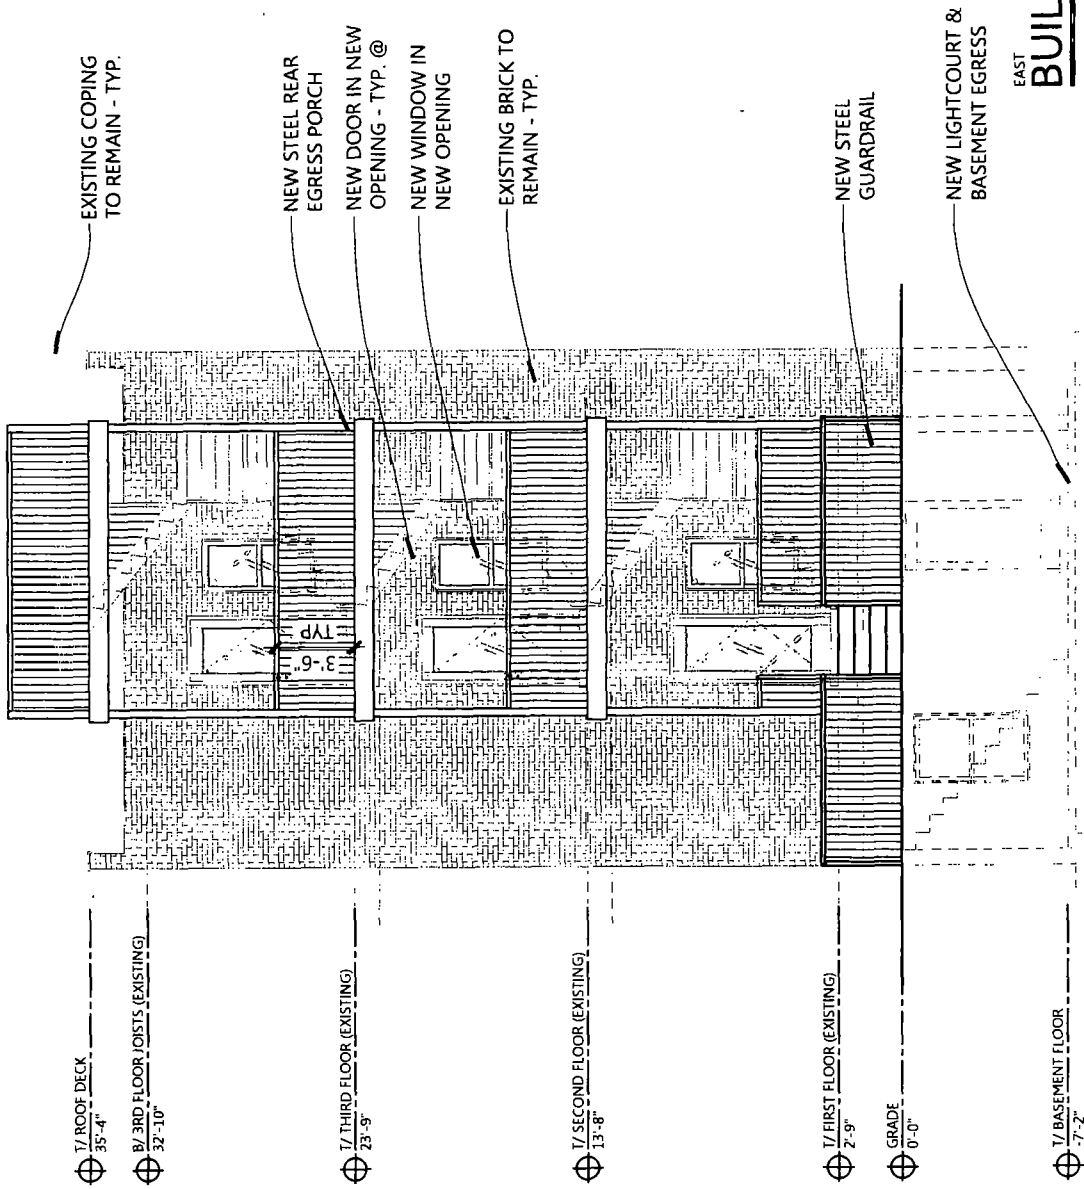 EXISTING COPING
TO REMAIN - TYP.
NEW STEEL REAR
EGRESS PORCH
NEW DOOR IN NEW
OPENING - TYP. @
NEW WINDOW IN
NEW OPENING
EXISTING BRICK TO
REMAIN - TYP.
NEW STEEL
GUARDRAIL
NEW LIGHTCOURT &
BASEMENT EGRESS
EAST
BUIL
3'-6"
TYP
T/ ROOF DECK
35'-4"
B/ 3RD FLOOR JOISTS (EXISTING)
32'-10"
T/ THIRD FLOOR (EXISTING)
23'-9"
T/ SECOND FLOOR (EXISTING)
13'-8"
T/ FIRST FLOOR (EXISTING)
2'-9"
GRADE
0'-0"
T/ BASEMENT FLOOR
-7'-2"